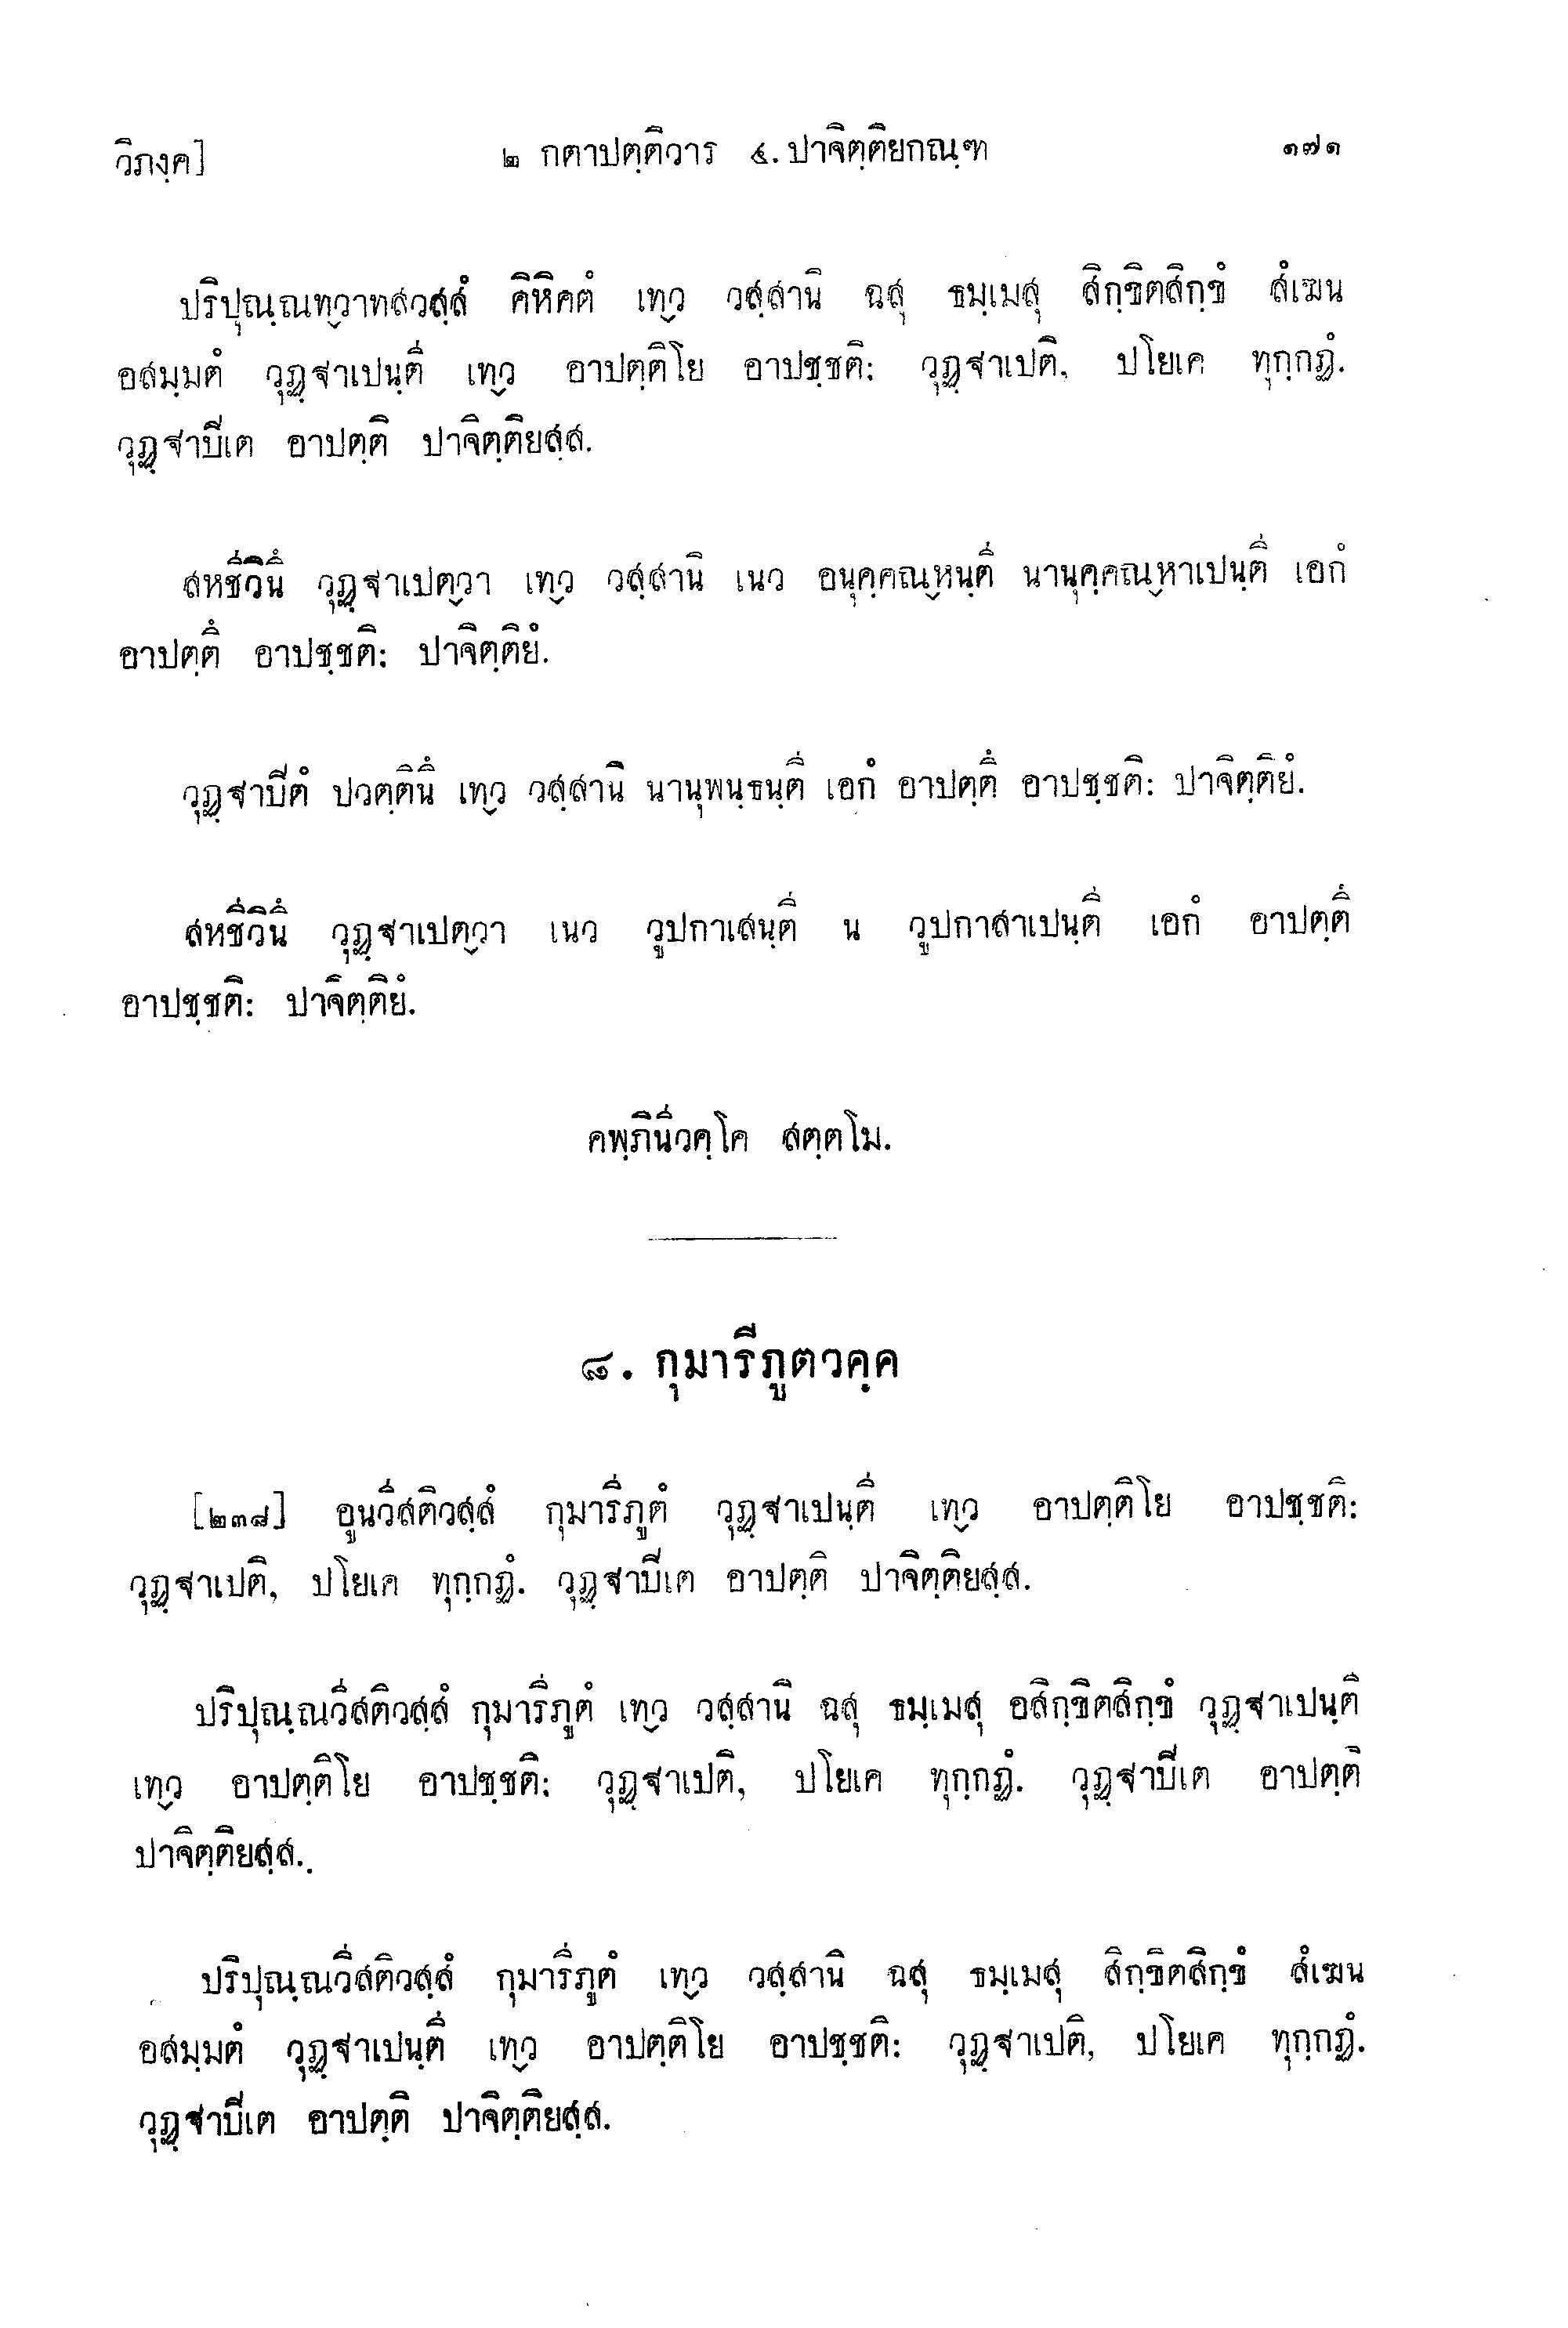 วิภงฺค]
๒ กตาปตฺติวาร ๕. ปาจิตฺติยกณฺฑ
๑๗๑
ปริปุณฺณทฺวาทสวสฺสํ คิหิคตํ เทฺว วสฺสานิ ฉสุ ธมฺเมสุ สิกฺขิตสิกฺขํ สํเฆน
อสมฺมตํ วุฏฺฐาเปนฺตี เทฺว อาปตฺติโย อาปชฺชติ: วุฏฺฐาเปติ, ปโยเค ทุกฺกฏํ.
วุฏฺฐาปิเต อาปตฺติ ปาจิตฺติยสฺส.
สหชีวินึ วุฏฺฐาเปตฺวา เทฺว วสฺสานิ เนว อนุคฺคณฺหนฺตี นานุคฺคณฺหาเปนฺตี เอกํ
อาปตฺตึ อาปชฺชติ: ปาจิตฺติยํ.
วุฏฺฐาปิตํ ปวตฺตินึ เทฺว วสฺสานิ นานุพนฺธนฺตี เอกํ อาปตฺตึ อาปชฺชติ: ปาจิตฺติยํ.
สหชีวินึ วุฏฺฐาเปตฺวา เนว วูปกาเสนฺตี น วูปกาสาเปนฺตี เอกํ อาปตฺตึ
อาปชฺชติ: ปาจิตฺติยํ.
คพฺภินีวคฺโค สตฺตโม.
๘. กุมารีภูตวคฺค
[๒๓๘] อูนวีสติวสฺสํ กุมารีภูตํ วุฏฺฐาเปนฺตี เทฺว อาปตฺติโย อาปชฺชติ:
วุฏฺฐาเปติ, ปโยเค ทุกฺกฏํ. วุฏฺฐาปิเต อาปตฺติ ปาจิตฺติยสฺส.
ปริปุณฺณวีสติวสฺสํ กุมารีภูตํ เทฺว วสฺสานิ ฉสุ ธมฺเมสุ อสิกฺขิตสิกฺขํ วุฏฺฐาเปนฺติ
เทฺว อาปตฺติโย อาปชฺชติ: วุฏฺฐาเปติ, ปโยเค ทุกฺกฏํ. วุฏฺฐาปิเต อาปตฺติ
ปาจิตฺติยสฺส.
ปริปุณฺณวีสติวสฺสํ กุมารีภูตํ เทฺว วสฺสานิ ฉสุ ธมฺเมสุ สิกฺขิตสิกฺขํ สํเฆน
อสมฺมตํ วุฏฺฐาเปนฺตี เทฺว อาปตฺติโย อาปชฺชติ: วุฏฺฐาเปติ, ปโยเค ทุกฺกฏํ.
วุฏฺฐาปิเต อาปตฺติ ปาจิตฺติยสฺส.